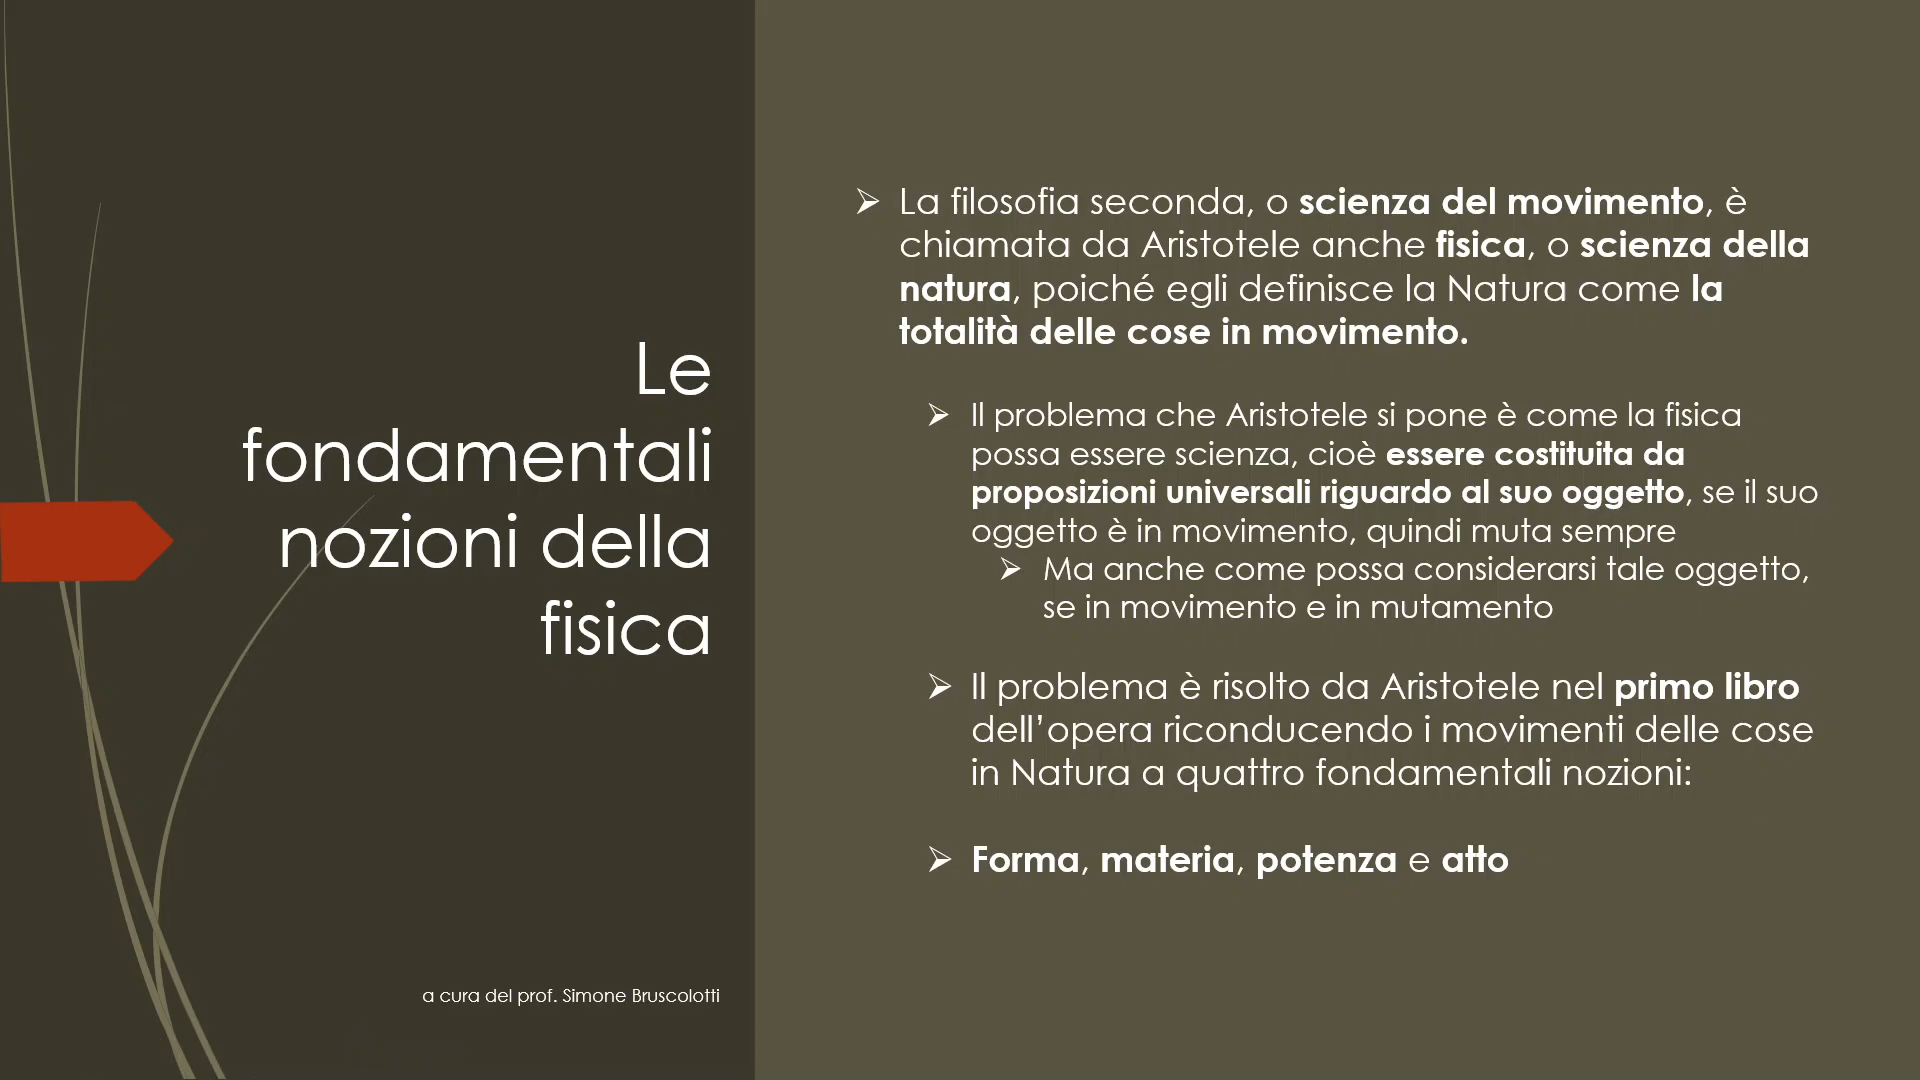 Le
fondamentali
nozioni della
fisica
a cura del prof. Simone Bruscolotti
La filosofia seconda, o scienza del movimento, è
chiamata da Aristotele anche fisica, o scienza della
natura, poiché egli definisce la Natura come la
totalità delle cose in movimento.
Il problema che Aristotele si pone è come la fisica
possa essere scienza, cioè essere costituita da
proposizioni universali riguardo al suo oggetto, se il suo
oggetto è in movimento, quindi muta sempre
Ma anche come possa considerarsi tale oggetto,
se in movimento e in mutamento
Il problema è risolto da Aristotele nel primo libro
dell’opera riconducendo i movimenti delle cose
in Natura a quattro fondamentali nozioni:
Forma, materia, potenza e atto